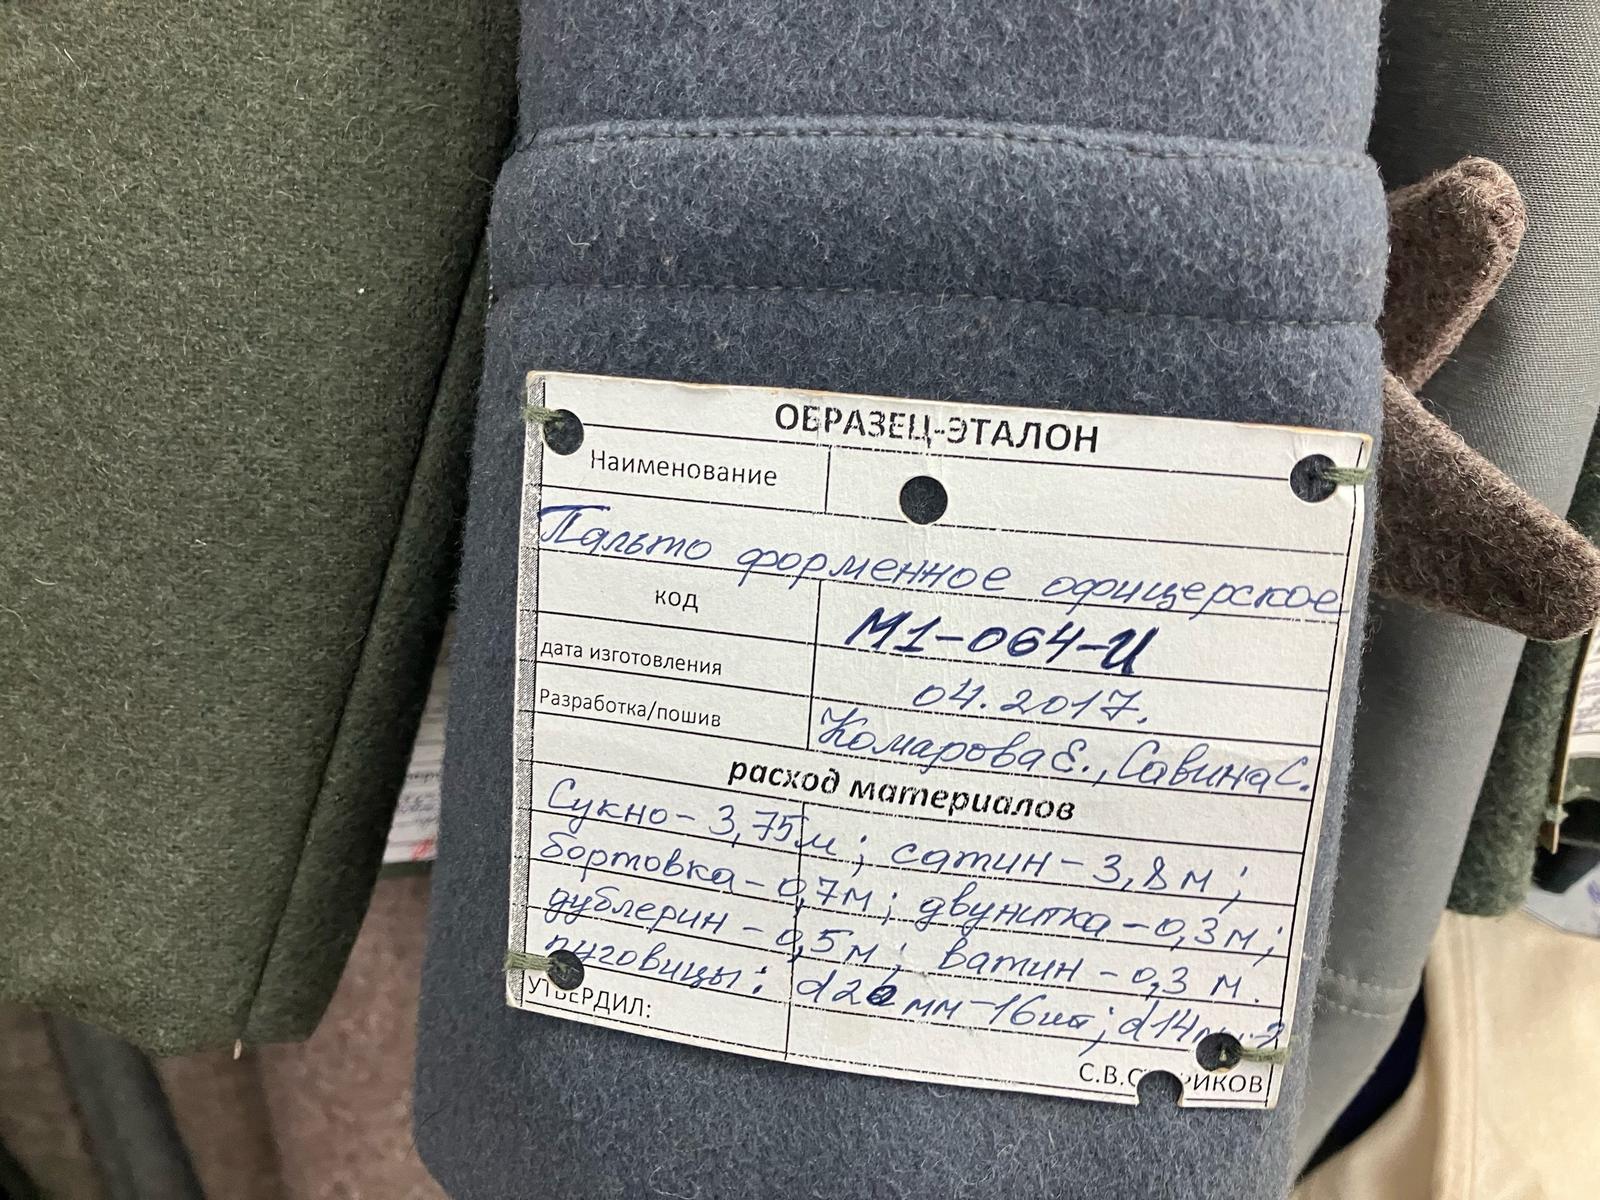 ОБРАЗЕЦ-ЭТАЛОН
Наименование
Пальто форменное офицерское
код М1-064-И
дата изготовления 04.2017.
Разработка/пошив Комарова Е., Савина С.
расход материалов
Сукно - 3,75м; сатин - 3,8м;
бортовка - 0,7м; двунитка - 0,3м;
дублерин - 0,5м; ватин - 0,3 м.
пуговицы: d26мм-16шт; d14мм-
УТВЕРДИЛ:
С.В.